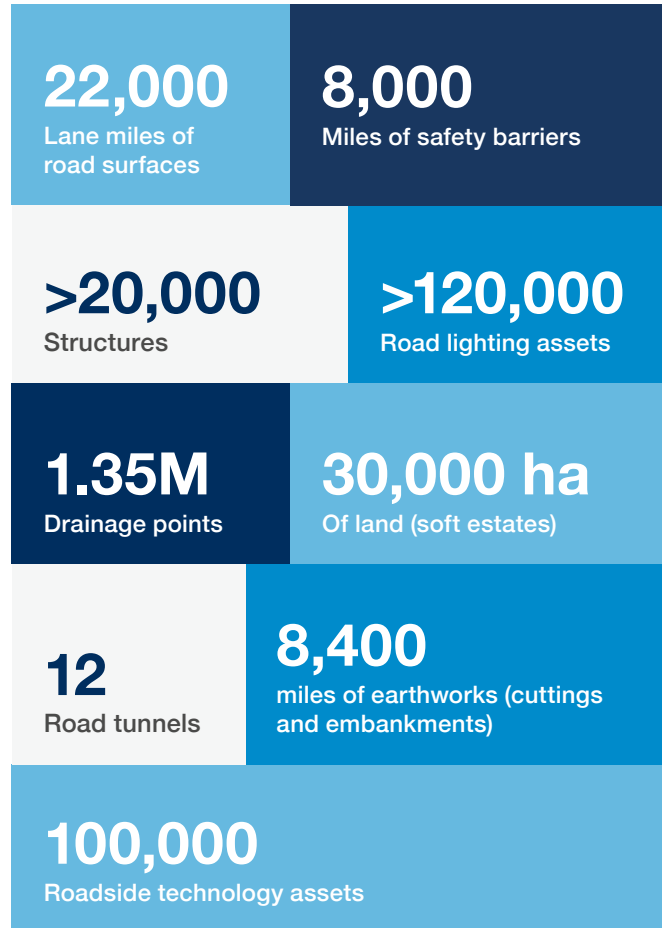 22,000
Lane miles of
road surfaces
8,000
Miles of safety barriers
>20,000
Structures
>120,000
Road lighting assets
1.35M
Drainage points
30,000 ha
Of land (soft estates)
12
Road tunnels
8,400
miles of earthworks (cuttings
and embankments)
100,000
Roadside technology assets